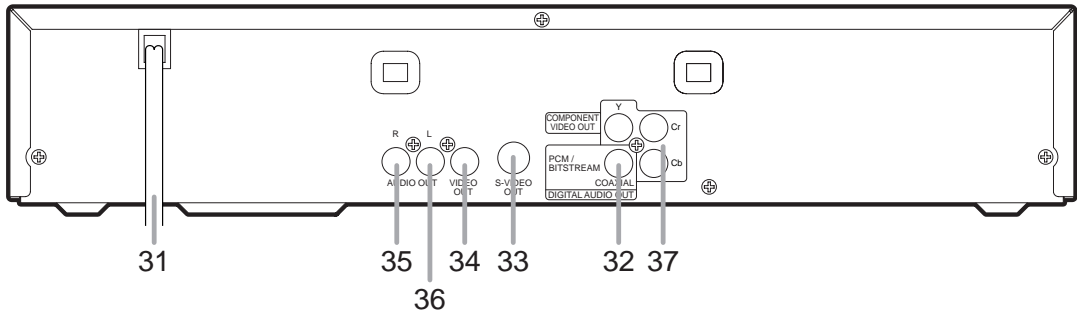 Y
COMPONENT
VIDEO OUT
Cr
R L
PCM /
BITSTREAM
Cb
COAXIAL
AUDIO OUT
VIDEO
OUT
S-VIDEO
OUT
DIGITAL AUDIO OUT
31 35 34 33 32 37
36